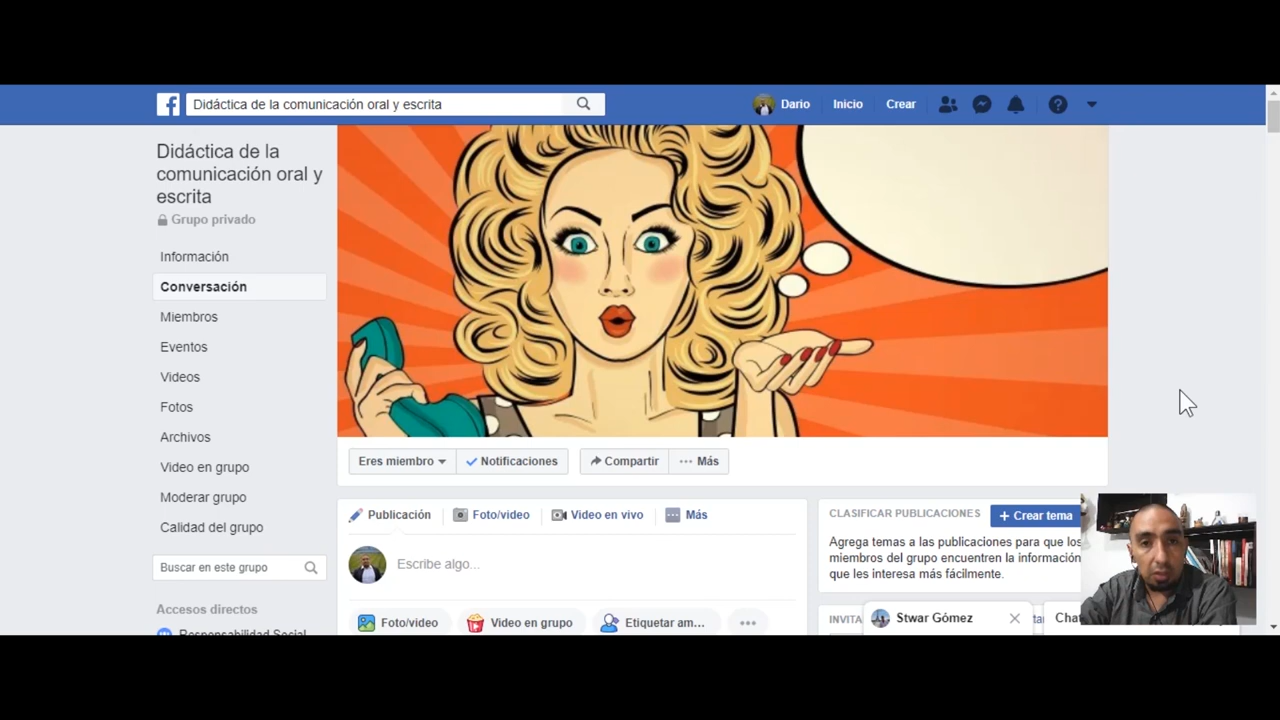 Didáctica de la comunicación oral y escrita
Dario
Inicio
Crear
Didáctica de la
comunicación oral y
escrita
Grupo privado
Información
Conversación
Miembros
Eventos
Videos
Fotos
Archivos
Video en grupo
Moderar grupo
Calidad del grupo
Buscar en este grupo
Accesos directos
Responsabilidad Social
Eres miembro
Notificaciones
Compartir
Más
Publicación
Foto/video
Video en vivo
Más
Escribe algo...
Foto/video
Video en grupo
Etiquetar am...
CLASIFICAR PUBLICACIONES
+ Crear tema
Agrega temas a las publicaciones para que los
miembros del grupo encuentren la información
que les interesa más fácilmente.
INVITA
Stwar Gómez
Chat